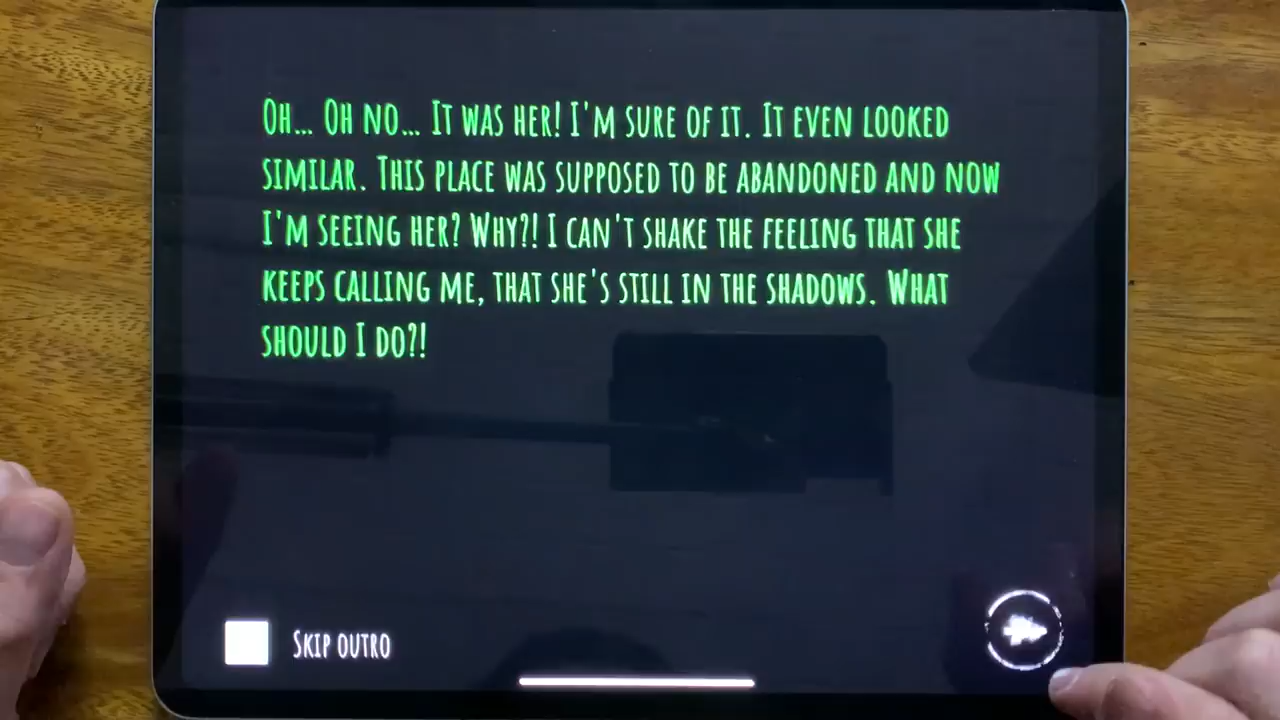 Oh... Oh no... It was her! I'm sure of it. It even looked
similar. This place was supposed to be abandoned and now
I'm seeing her? Why?! I can't shake the feeling that she
keeps calling me, that she's still in the shadows. What
should I do?!
Skip outro